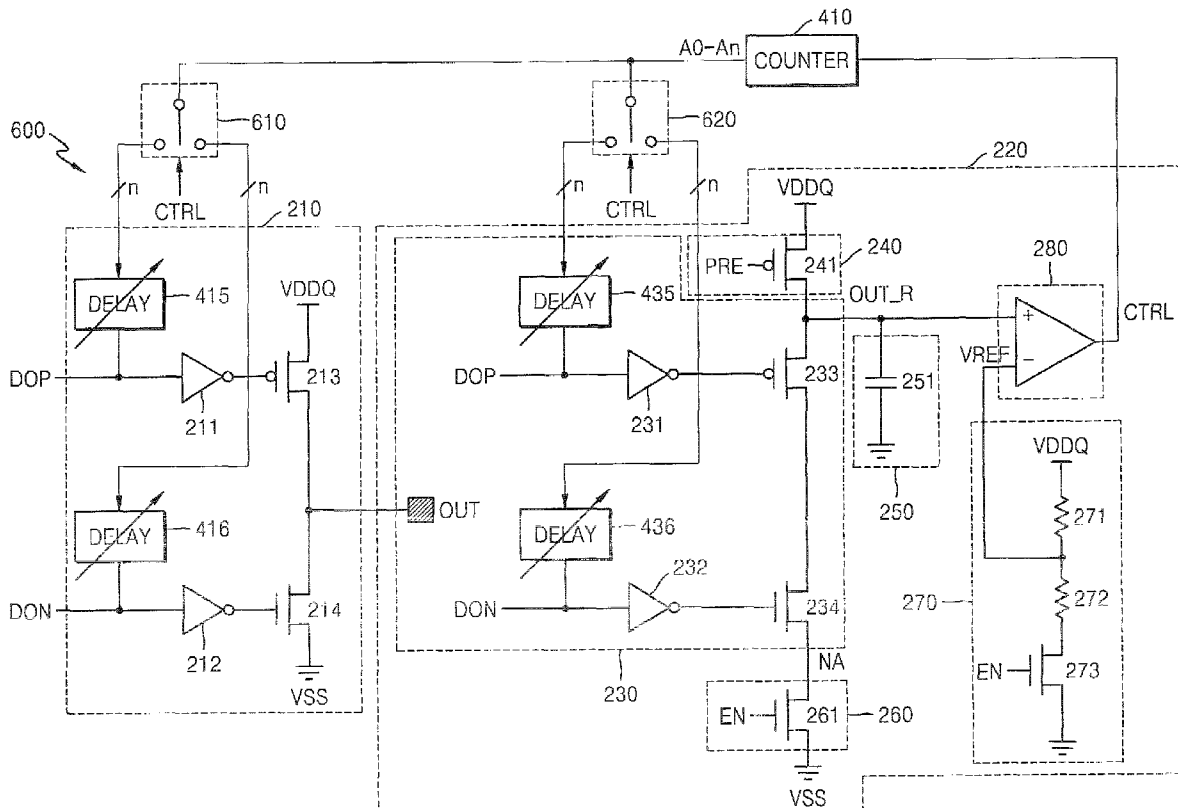 410
A0-An
COUNTER
610
620
600
220
n
n
n
n
CTRL
CTRL
210
VDDQ
240
PRE
241
280
DELAY
415
VDDQ
DELAY
435
OUT_R
CTRL
+
VREF
−
DOP
213
DOP
233
251
211
231
VDDQ
250
271
DELAY
416
OUT
DELAY
436
232
270
272
DON
214
DON
234
212
NA
EN
273
VSS
230
EN
261
260
VSS